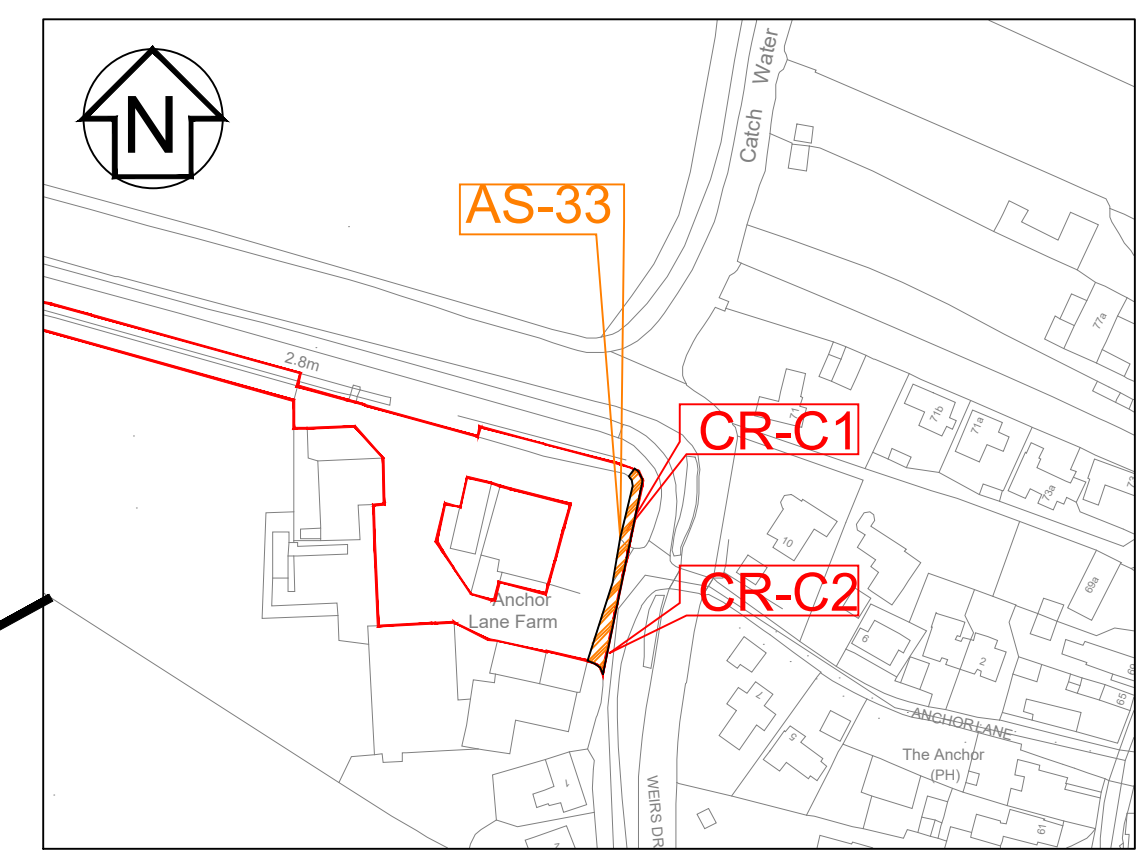 N
Catch Water
AS-33
77a
2.8m
71
71b
71a
CR-C1
73a
10
69a
Anchor
Lane Farm
CR-C2
6
2
7
65
ANCHOR LANE
5
The Anchor
(PH)
1
WEIRS DR
61